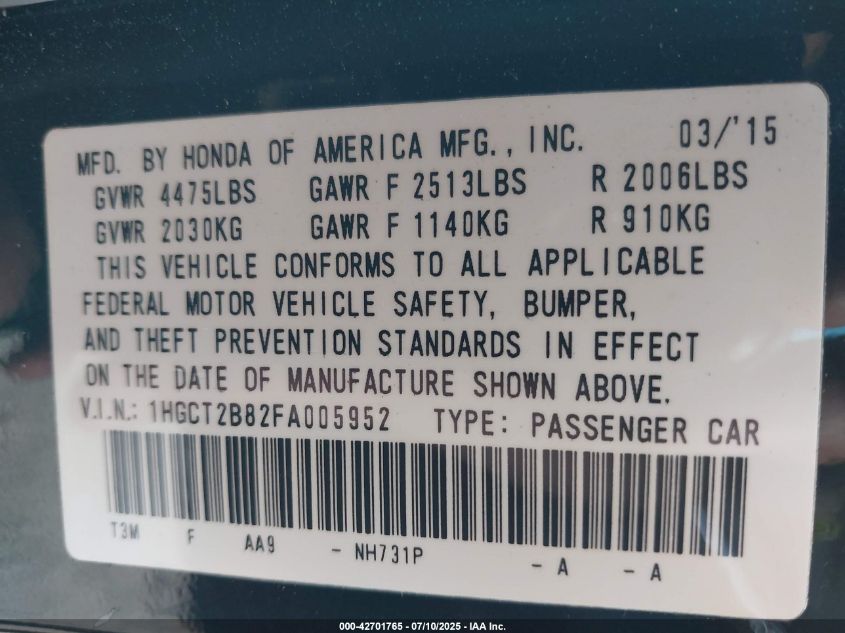 MFD. BY HONDA OF AMERICA MFG., INC. 03/'15
GVWR 4475LBS GAWR F 2513LBS R 2006LBS
GVWR 2030KG GAWR F 1140KG R 910KG
THIS VEHICLE CONFORMS TO ALL APPLICABLE
FEDERAL MOTOR VEHICLE SAFETY, BUMPER,
AND THEFT PREVENTION STANDARDS IN EFFECT
ON THE DATE OF MANUFACTURE SHOWN ABOVE.
V.I.N.: 1HGCT2B82FA005952 TYPE: PASSENGER CAR
T3M F AA9 - NH731P - A - A
000-42701765 - 07/10/2025 - IAA Inc.